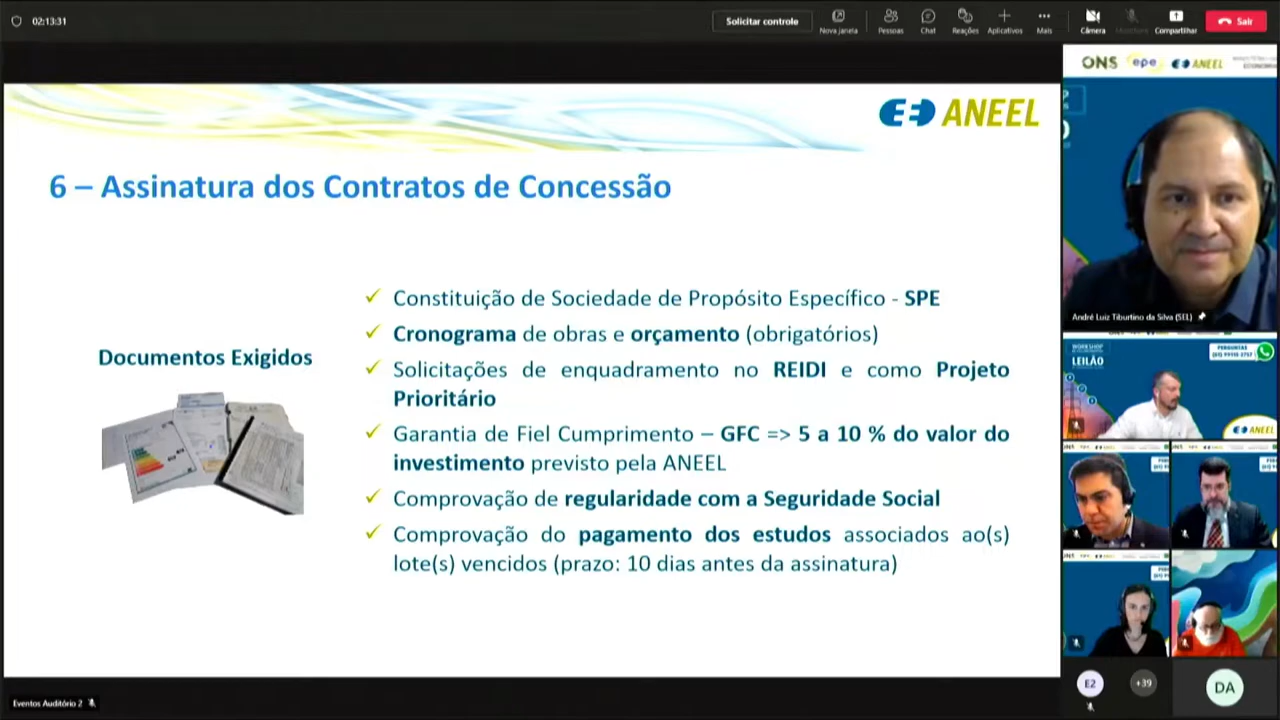 02:13:31
Solicitar controle
Nova janela
Pessoas
Chat
Reações
Aplicativos
Mais
Câmera
Compartilhar
Sair
ANEEL
6 – Assinatura dos Contratos de Concessão
Documentos Exigidos
Constituição de Sociedade de Propósito Específico - SPE
Cronograma de obras e orçamento (obrigatórios)
Solicitações de enquadramento no REIDI e como Projeto
Prioritário
Garantia de Fiel Cumprimento – GFC => 5 a 10 % do valor do
investimento previsto pela ANEEL
Comprovação de regularidade com a Seguridade Social
Comprovação do pagamento dos estudos associados ao(s)
lote(s) vencidos (prazo: 10 dias antes da assinatura)
Eventos Auditório 2
ONS epe ANEEL
André Luiz Tiburtino da Silva (SEL)
WORKSHOP
LEILÃO
PERGUNTAS
ANEEL
E2
+39
DA